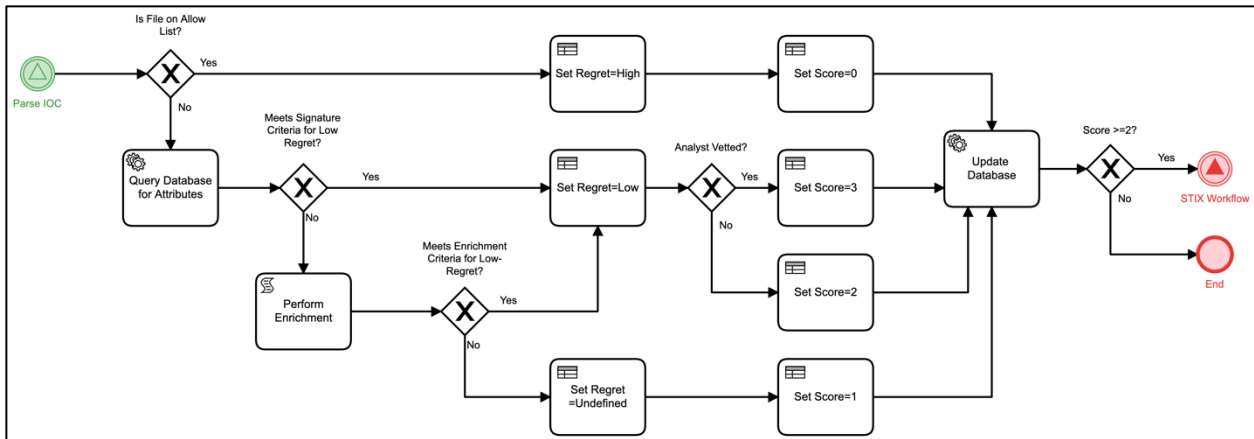 Is File on Allow
List?
Yes
No
Parse IOC
Set Regret=High
Set Score=0
Meets Signature
Criteria for Low
Regret?
Query Database
for Attributes
Yes
No
Set Regret=Low
Analyst Vetted?
Yes
No
Set Score=3
Update
Database
Score >=2?
Yes
No
STIX Workflow
End
Perform
Enrichment
Meets Enrichment
Criteria for Low-
Regret?
Yes
No
Set Score=2
Set Regret
=Undefined
Set Score=1